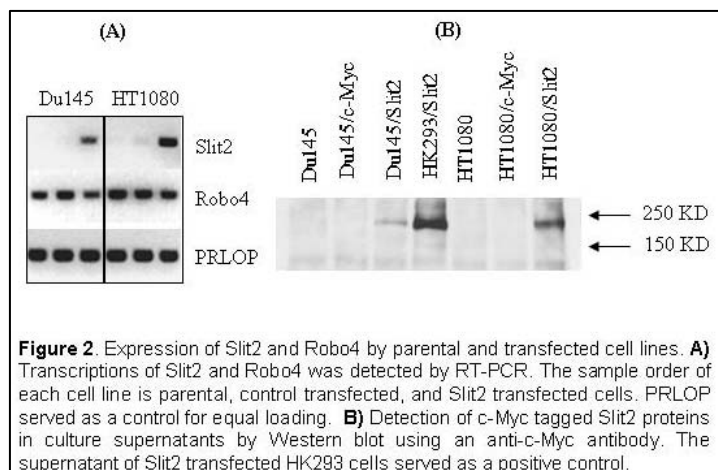 (A)
(B)
Du145 HT1080
Slit2
Robo4
PRLOP
Du145
Du145/c-Myc
Du145/Slit2
HK293/Slit2
HT1080
HT1080/c-Myc
HT1080/Slit2
250 KD
150 KD
Figure 2. Expression of Slit2 and Robo4 by parental and transfected cell lines. A)
Transcriptions of Slit2 and Robo4 was detected by RT-PCR. The sample order of
each cell line is parental, control transfected, and Slit2 transfected cells. PRLOP
served as a control for equal loading. B) Detection of c-Myc tagged Slit2 proteins
in culture supernatants by Western blot using an anti-c-Myc antibody. The
supernatant of Slit2 transfected HK293 cells served as a positive control.